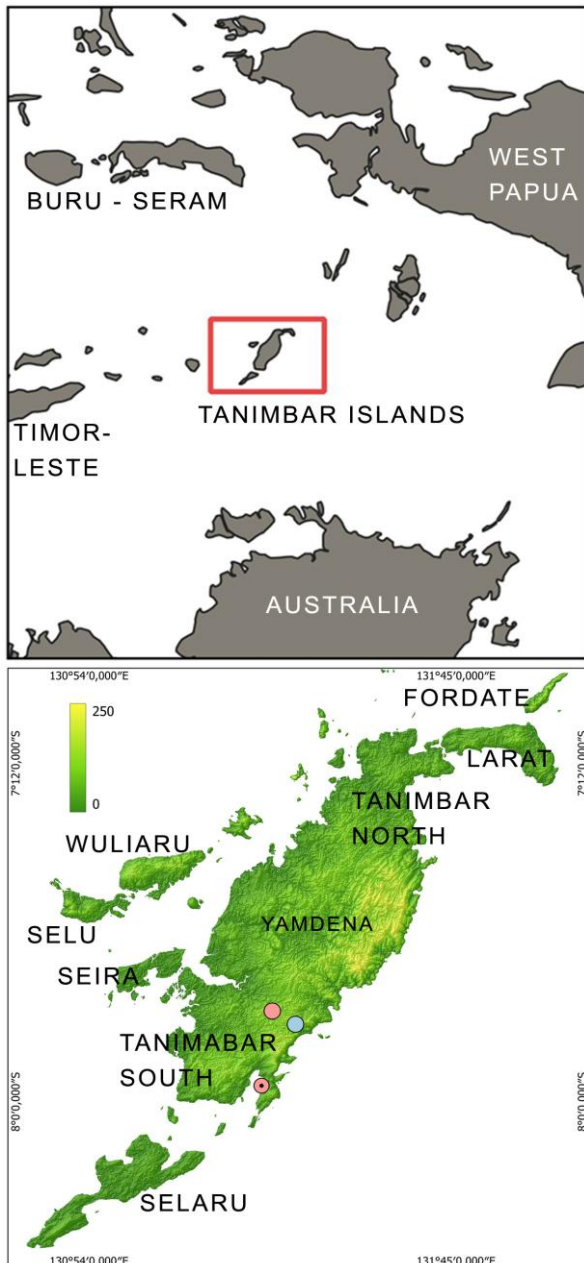 WEST
PAPUA
BURU - SERAM
TANIMBAR ISLANDS
TIMOR-
LESTE
AUSTRALIA
130°54′0,000″E
131°45′0,000″E
FORDATE
250
0
7°12′0,000″S
7°12′0,000″S
LARAT
TANIMBAR
NORTH
WULIARU
YAMDENA
SELU
SEIRA
TANIMABAR
SOUTH
8°0′0,000″S
8°0′0,000″S
SELARU
130°54′0,000″E
131°45′0,000″E